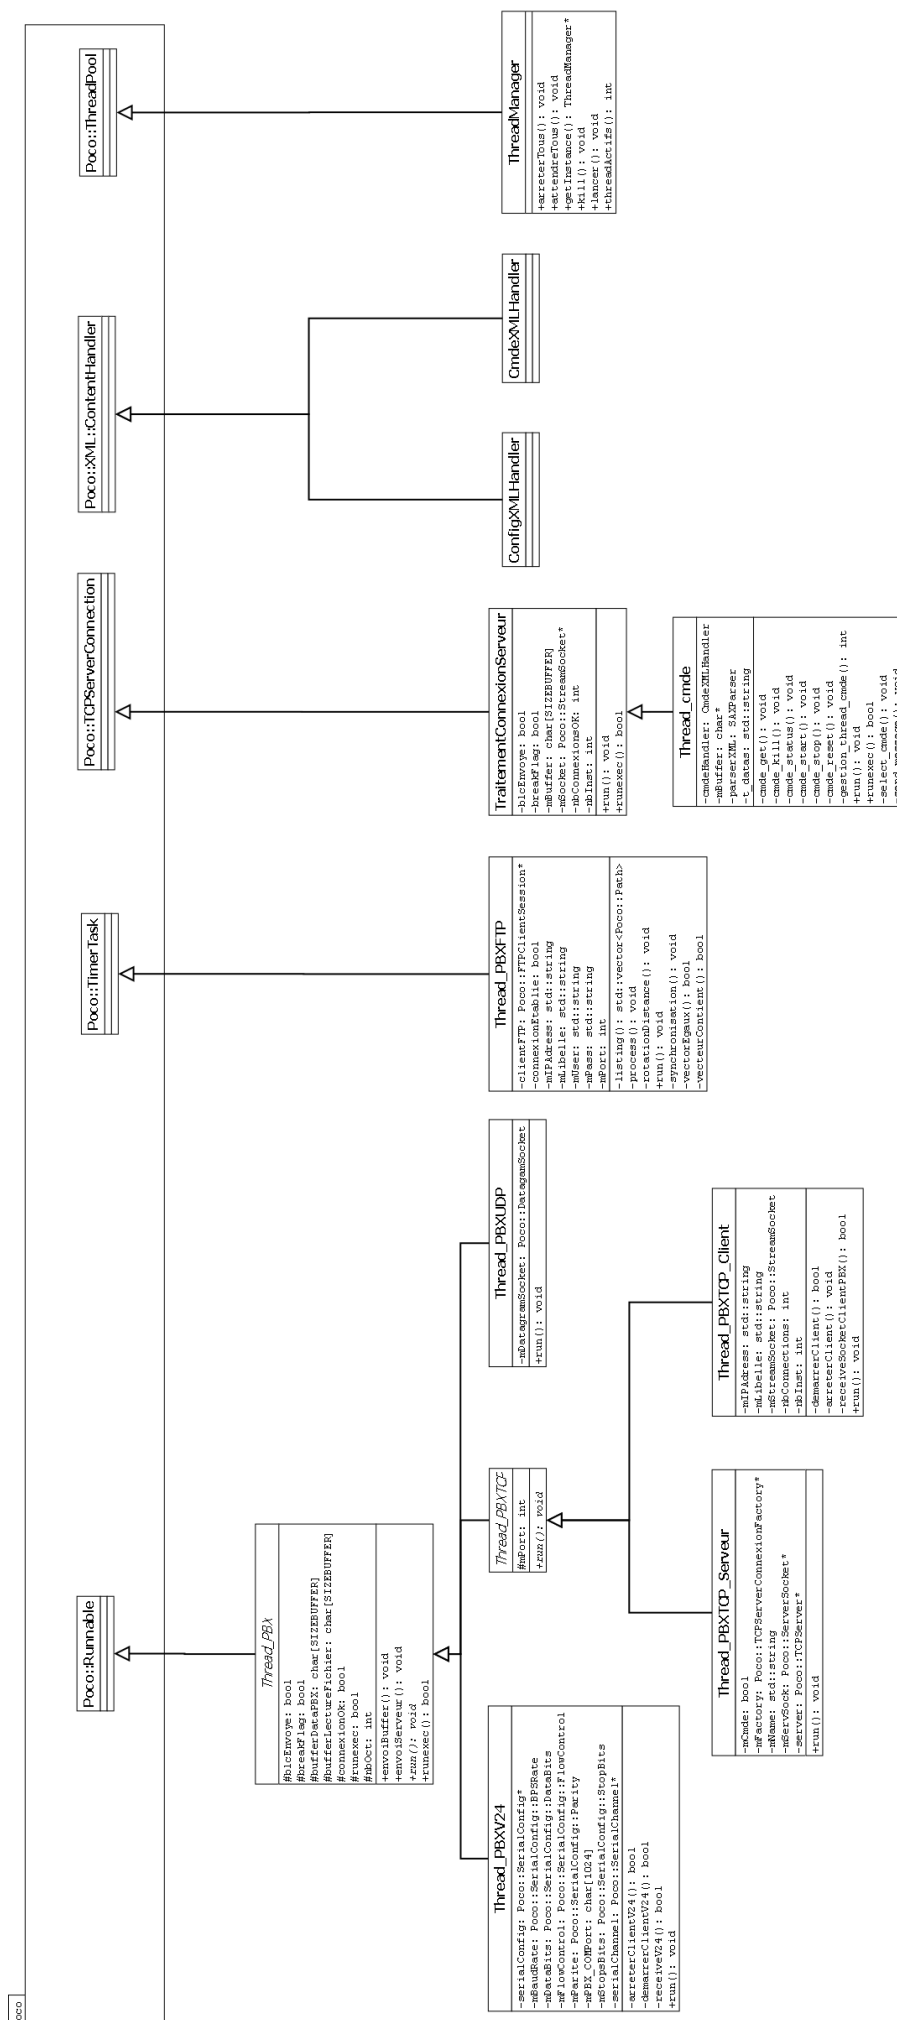 poco
Poco::Runnable
Poco::TimerTask
Poco::TCPServerConnection
Poco::XML::ContentHandler
Poco::ThreadPool
Thread_PBX
#blcEnvoye: bool
#breakFlag: bool
#bufferDataPBX: char[SIZEBUFFER]
#bufferLectureFichier: char[SIZEBUFFER]
#connexionOk: bool
#runexec: bool
#nbOct: int
+envoiBuffer(): void
+envoiServeur(): void
+run(): void
+runexec(): bool
Thread_PBXV24
-serialConfig: Poco::SerialConfig*
-mBaudRate: Poco::SerialConfig::BPSRate
-mDataBits: Poco::SerialConfig::DataBits
-mFlowControl: Poco::SerialConfig::FlowControl
-mParite: Poco::SerialConfig::Parity
-mPBX_COMPort: char[1024]
-mStopsBits: Poco::SerialConfig::StopBits
-serialChannel: Poco::SerialChannel*
-arreterClientV24(): bool
-demarrerClientV24(): bool
-receiveV24(): bool
+run(): void
Thread_PBXTCP
#mPort: int
+run(): void
Thread_PBXUDP
-mDatagramSocket: Poco::DatagamSocket
+run(): void
Thread_PBXFTP
-clientFTP: Poco::FTPClientSession*
-connexionEtablie: bool
-mIPAdress: std::string
-mLibelle: std::string
-mUser: std::string
-mPass: std::string
-mPort: int
-listing(): std::vector<Poco::Path>
-process(): void
-rotationDistance(): void
+run(): void
-synchronisation(): void
-vectorEgaux(): bool
-vecteurContient(): bool
TraitementConnexionServeur
-blcEnvoye: bool
-breakFlag: bool
-mBuffer: char[SIZEBUFFER]
-mSocket: Poco::StreamSocket*
-nbConnexionsOK: int
-nbInst: int
+run(): void
+runexec(): bool
ConfigXMLHandler
CmdeXMLHandler
ThreadManager
+arreterTous(): void
+attendreTous(): void
+getInstance(): ThreadManager*
+kill(): void
+lancer(): void
+threadActifs(): int
Thread_cmde
-cmdeHandler: CmdeXMLHandler
-mBuffer: char*
-parserXML: SAXParser
-t_datas: std::string
-cmde_get(): void
-cmde_kill(): void
-cmde_status(): void
-cmde_start(): void
-cmde_stop(): void
-cmde_reset(): void
-gestion_thread_cmde(): int
+run(): void
+runexec(): bool
-select_cmde(): void
Thread_PBXTCP_Serveur
-mCmde: bool
-mFactory: Poco::TCPServerConnexionFactory*
-mName: std::string
-mServSock: Poco::ServerSocket*
-server: Poco::TCPServer*
+run(): void
Thread_PBXTCP_Client
-mIPAdress: std::string
-mLibelle: std::string
-mStreamSocket: Poco::StreamSocket
-nbConnections: int
-nbInst: int
-demarrerClient(): bool
-arreterClient(): void
-receiveSocketClientPBX(): bool
+run(): void